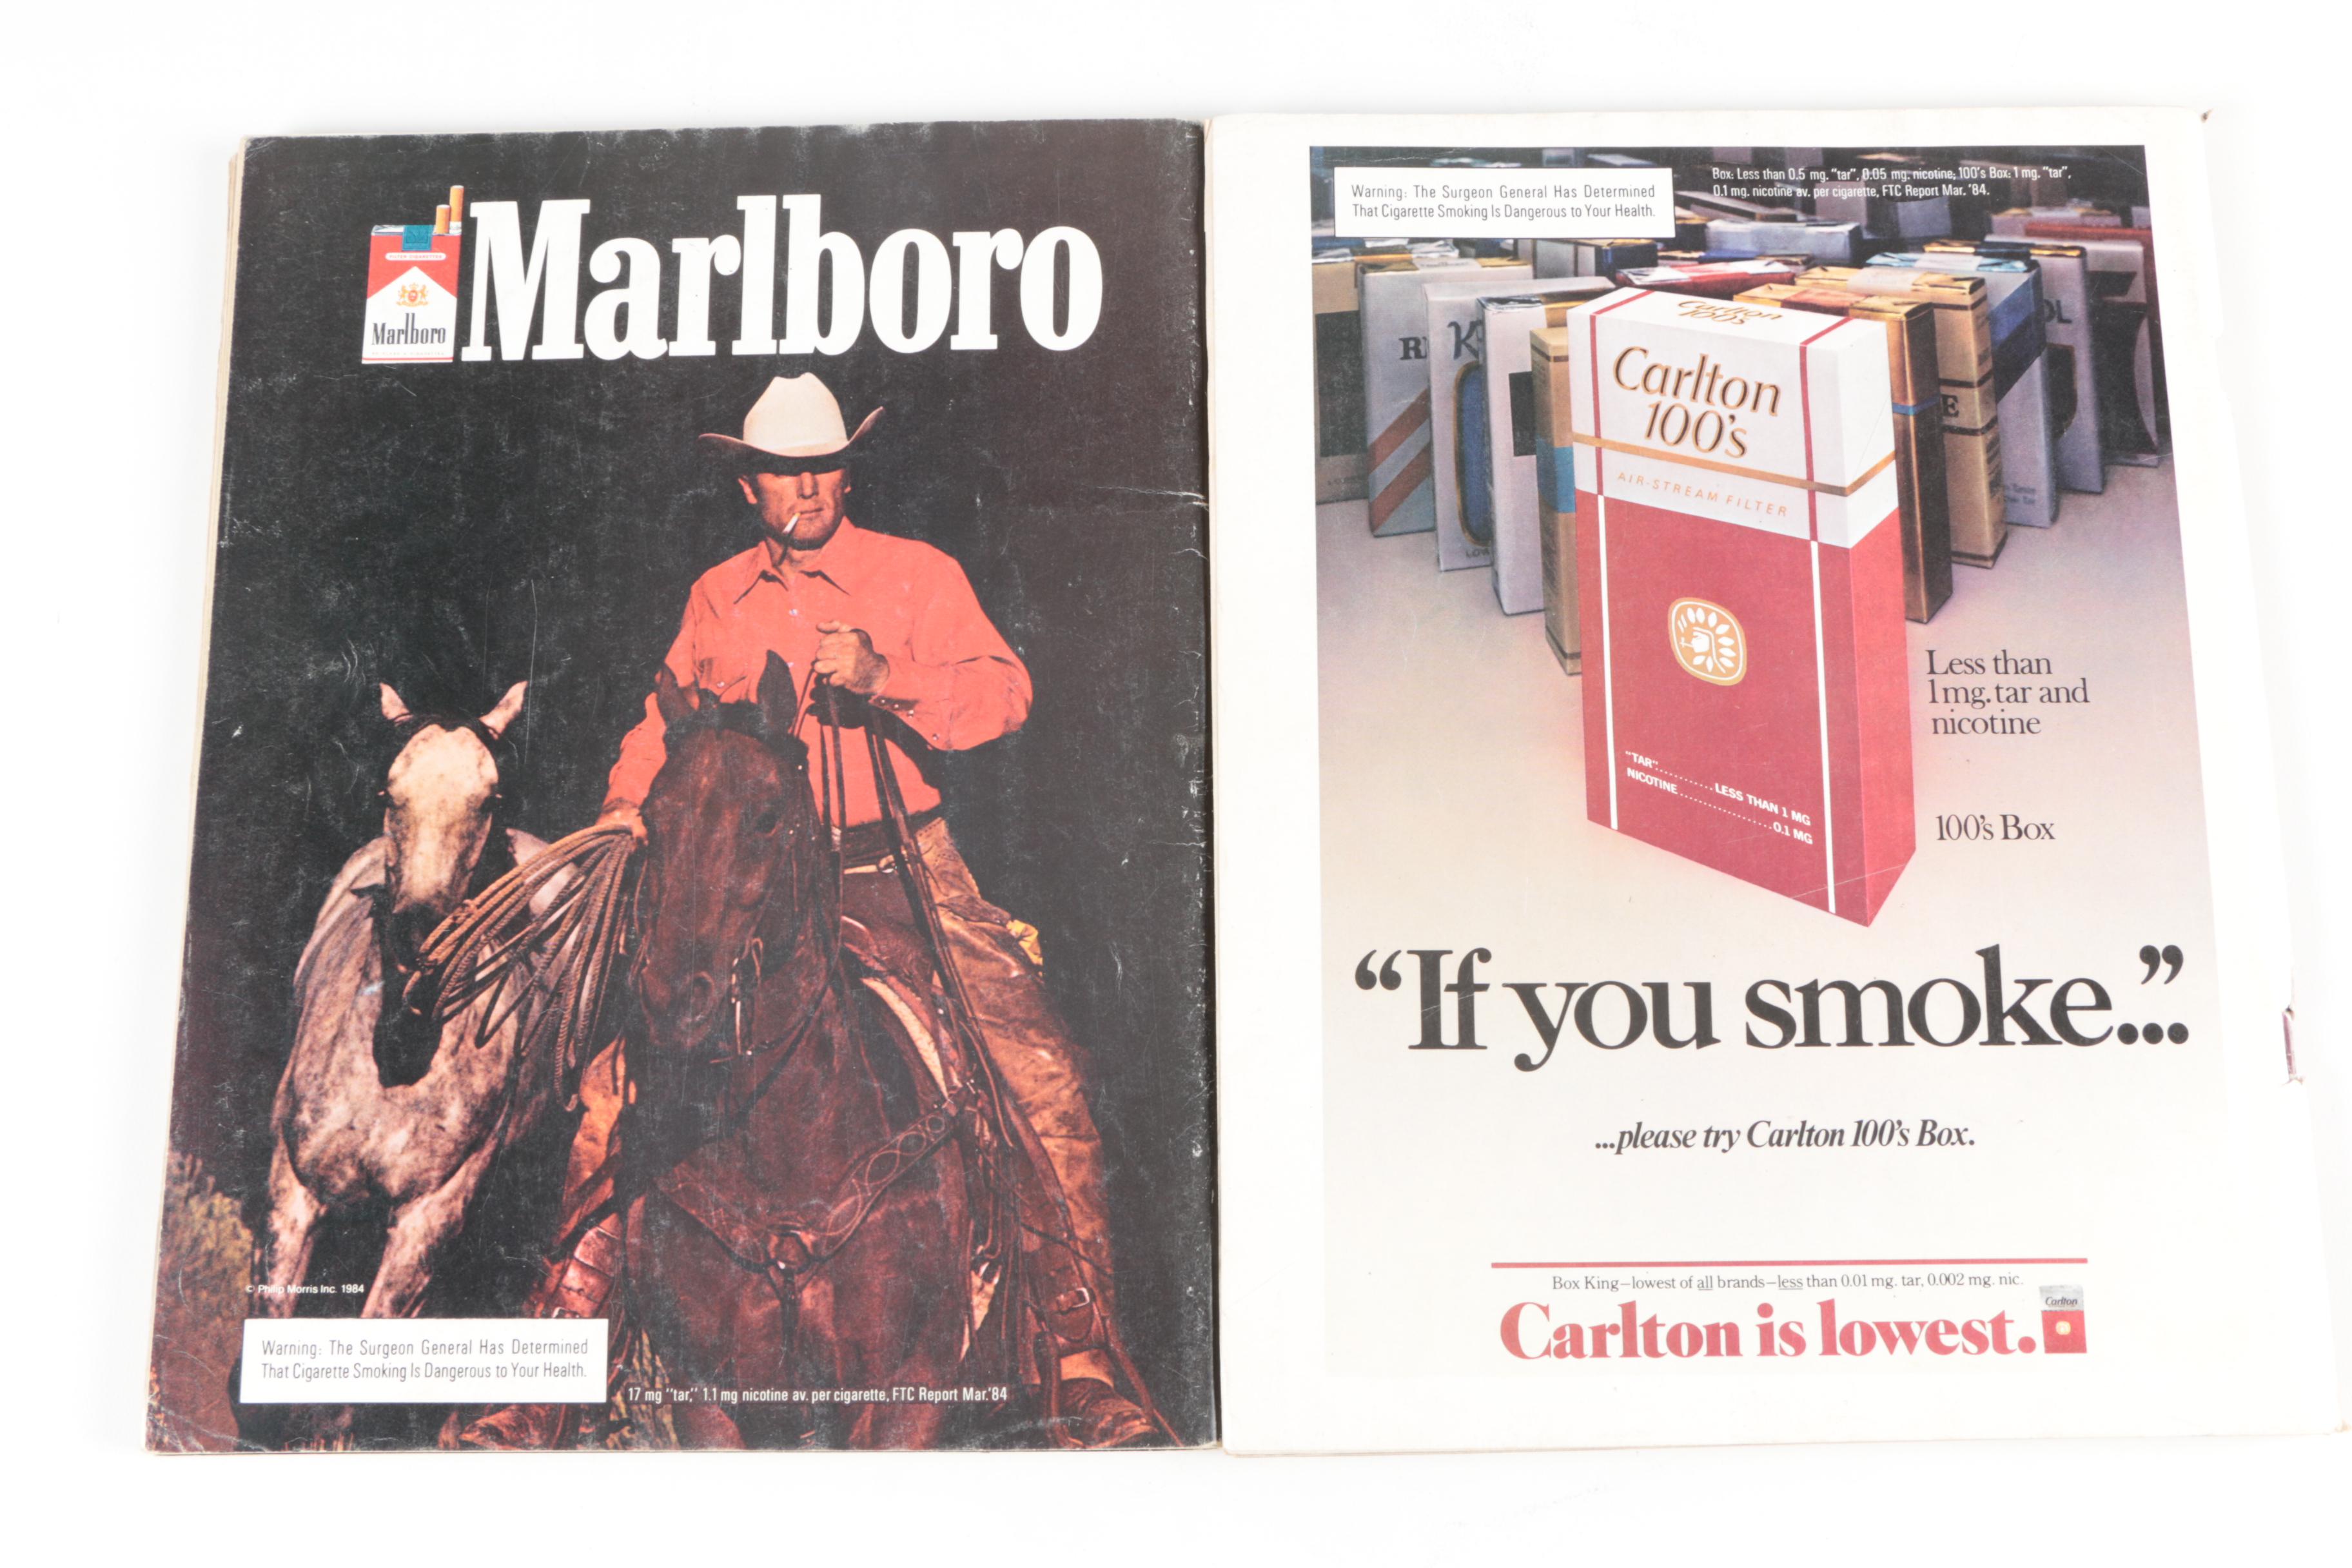 Marlboro
FILTER CIGARETTES
Marlboro
© Philip Morris Inc. 1984
Warning: The Surgeon General Has Determined
That Cigarette Smoking Is Dangerous to Your Health.
17 mg "tar," 1.1 mg nicotine av. per cigarette, FTC Report Mar.'84
Warning: The Surgeon General Has Determined
That Cigarette Smoking Is Dangerous to Your Health.
Box: Less than 0.5 mg. "tar", 0.05 mg. nicotine; 100's Box: 1 mg. "tar",
0.1 mg. nicotine av. per cigarette, FTC Report Mar. '84.
Carlton
100's
Carlton
100's
AIR-STREAM FILTER
"TAR"..........LESS THAN 1 MG
NICOTINE................0.1 MG
Less than
1 mg. tar and
nicotine
100's Box
"If you smoke..."
...please try Carlton 100's Box.
Box King–lowest of all brands–less than 0.01 mg. tar, 0.002 mg. nic.
Carlton is lowest.
Carlton